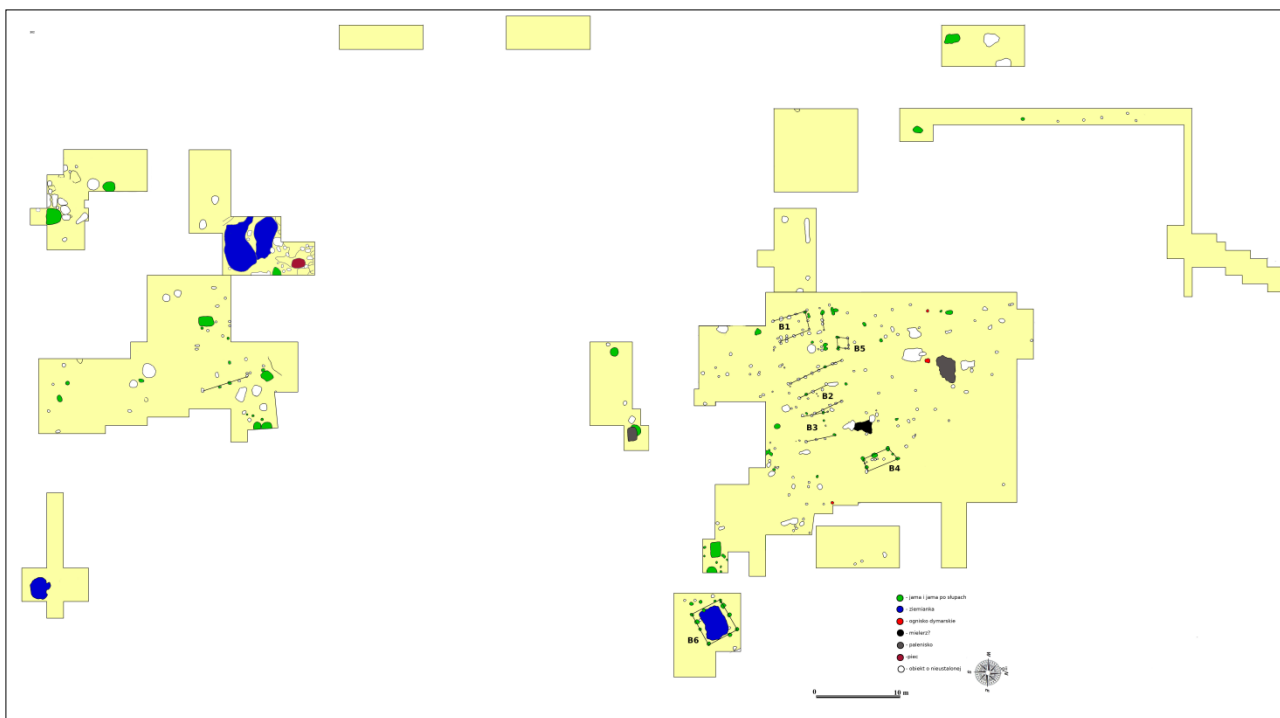 B1
B5
B2
B3
B4
B6
- jama i jama po słupach
- ziemianka
- ognisko dymarskie
- mielerz?
- palenisko
-piec
- obiekt o nieustalonej
0 10 m